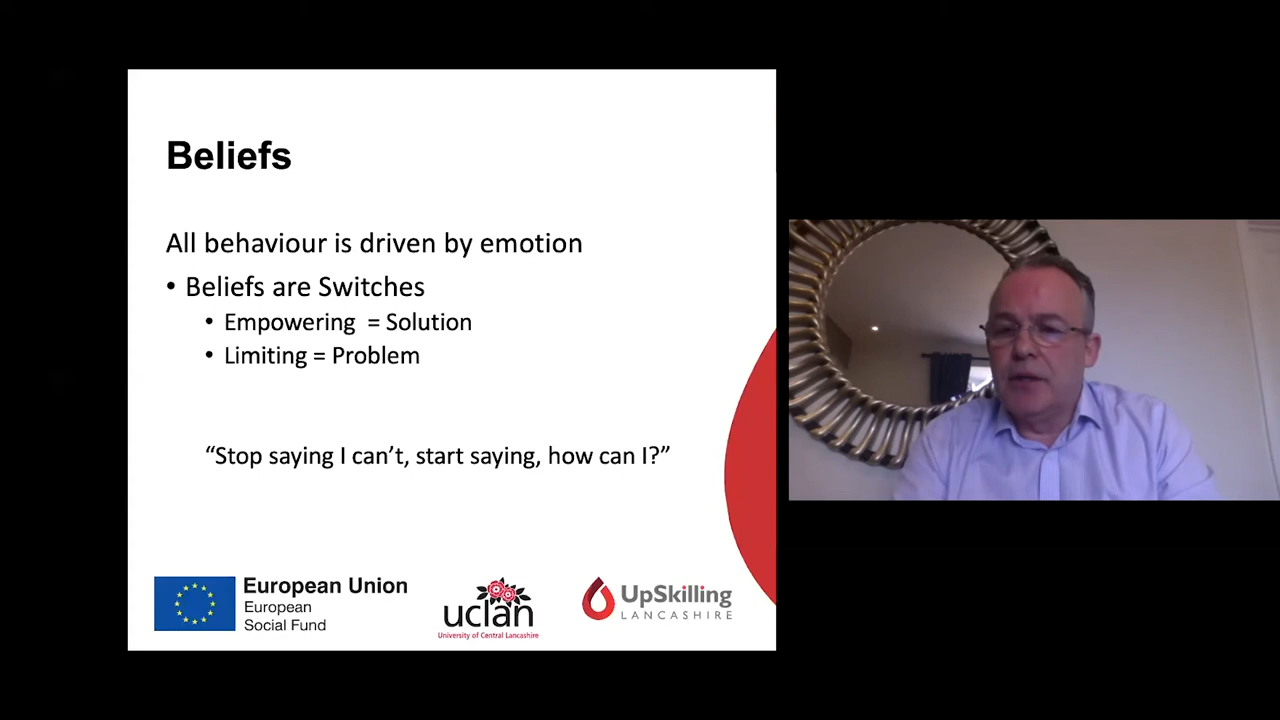 Beliefs
All behaviour is driven by emotion
• Beliefs are Switches
• Empowering = Solution
• Limiting = Problem
“Stop saying I can’t, start saying, how can I?”
European Union
European
Social Fund
uclan
University of Central Lancashire
UpSkilling
LANCASHIRE